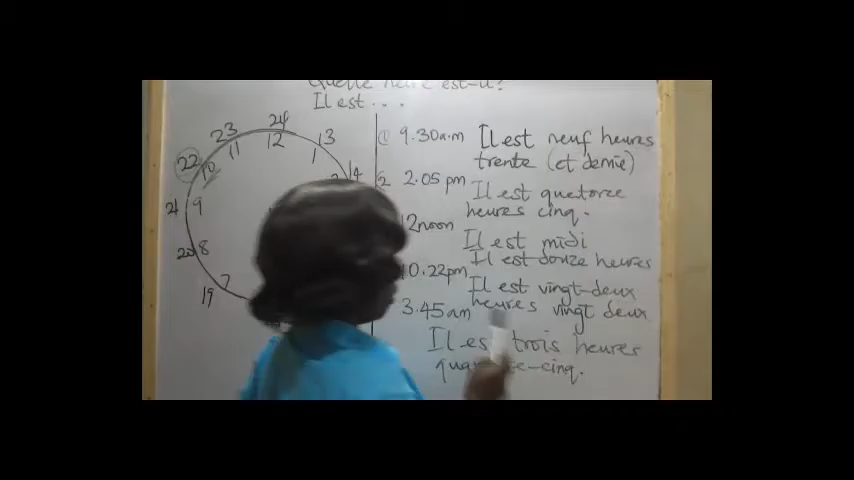 Quelle heure est-il?
Il est ...
24
23
13
12
22
11
1
10
14
21
9
20
8
7
19
① 9.30a.m Il est neuf heures
trente (et demie)
2 2.05 pm Il est quatorze
heures cinq.
12noon
Il est midi
Il est douze heures
10.22pm Il est vingt-deux
heures vingt deux
3.45am
Il est trois heures
cinq.